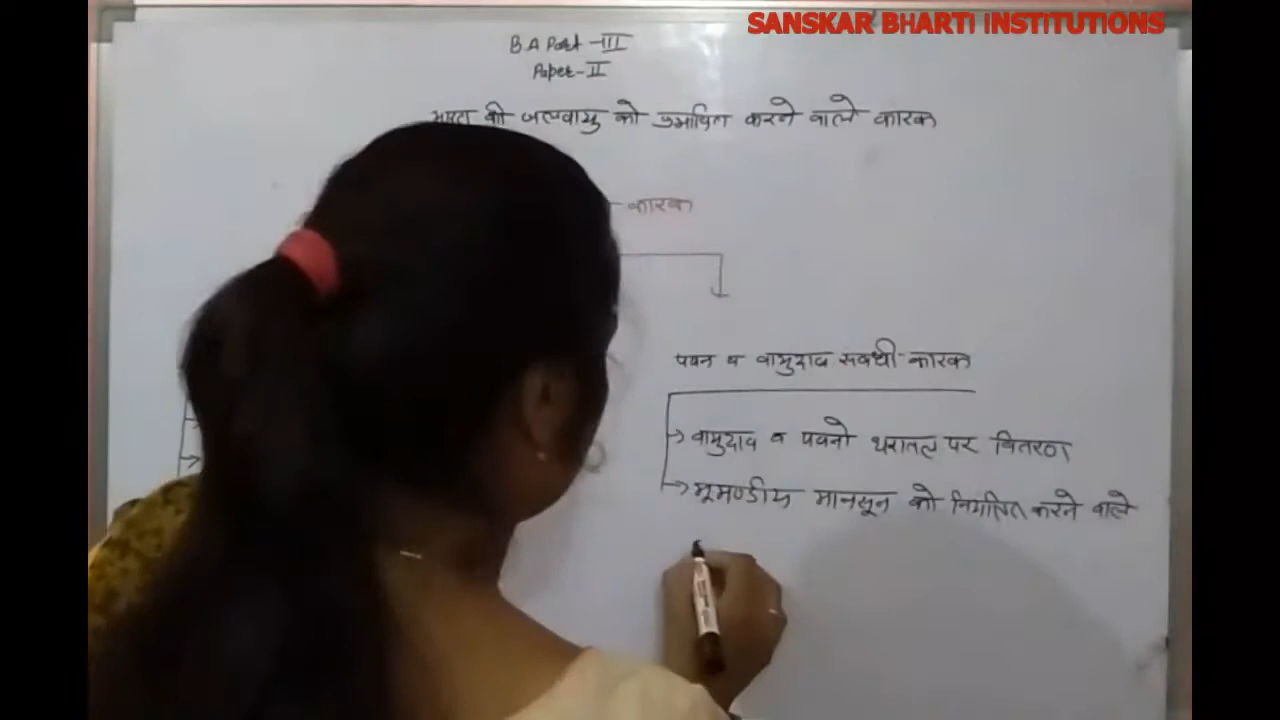 SANSKAR BHARTI INSTITUTIONS
B A Part-III
Paper-II
भारत की जलवायु को प्रभावित करने वाले कारक
कारक
पवन व वायुदाव संबधी कारक
वायुदाव व पवनो धरातल पर वितरण
भूमण्डीय मानसून को नियंत्रित करने वाले